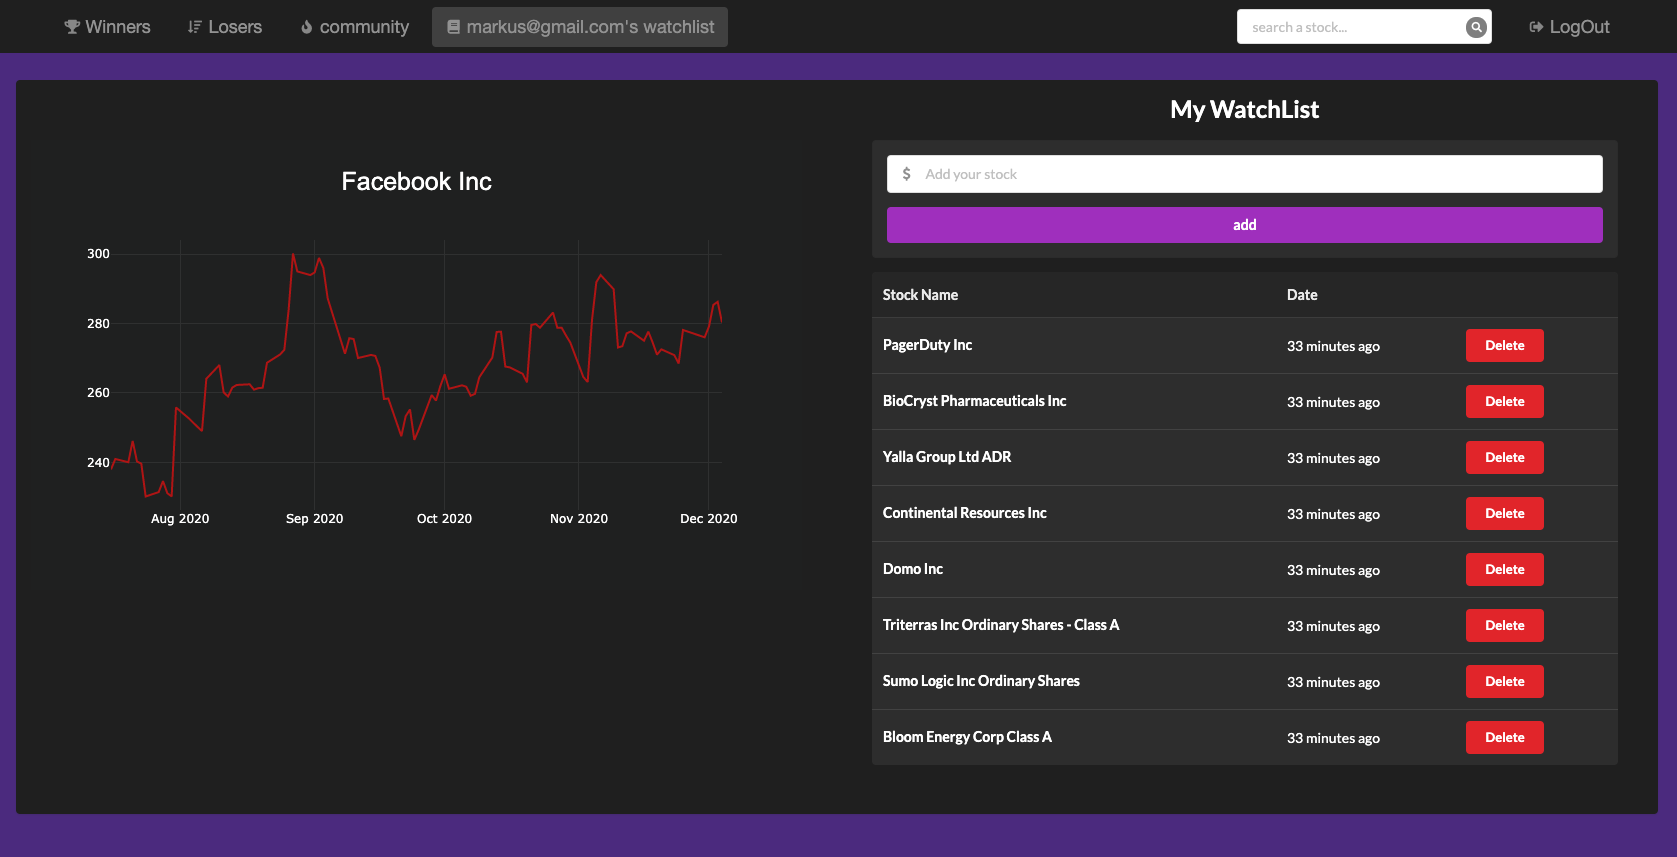 Winners
Losers
community
markus@gmail.com's watchlist
search a stock...
LogOut
Facebook Inc
300
280
260
240
Aug 2020
Sep 2020
Oct 2020
Nov 2020
Dec 2020
My WatchList
$ Add your stock
add
Stock Name Date
PagerDuty Inc 33 minutes ago Delete
BioCryst Pharmaceuticals Inc 33 minutes ago Delete
Yalla Group Ltd ADR 33 minutes ago Delete
Continental Resources Inc 33 minutes ago Delete
Domo Inc 33 minutes ago Delete
Triterras Inc Ordinary Shares - Class A 33 minutes ago Delete
Sumo Logic Inc Ordinary Shares 33 minutes ago Delete
Bloom Energy Corp Class A 33 minutes ago Delete